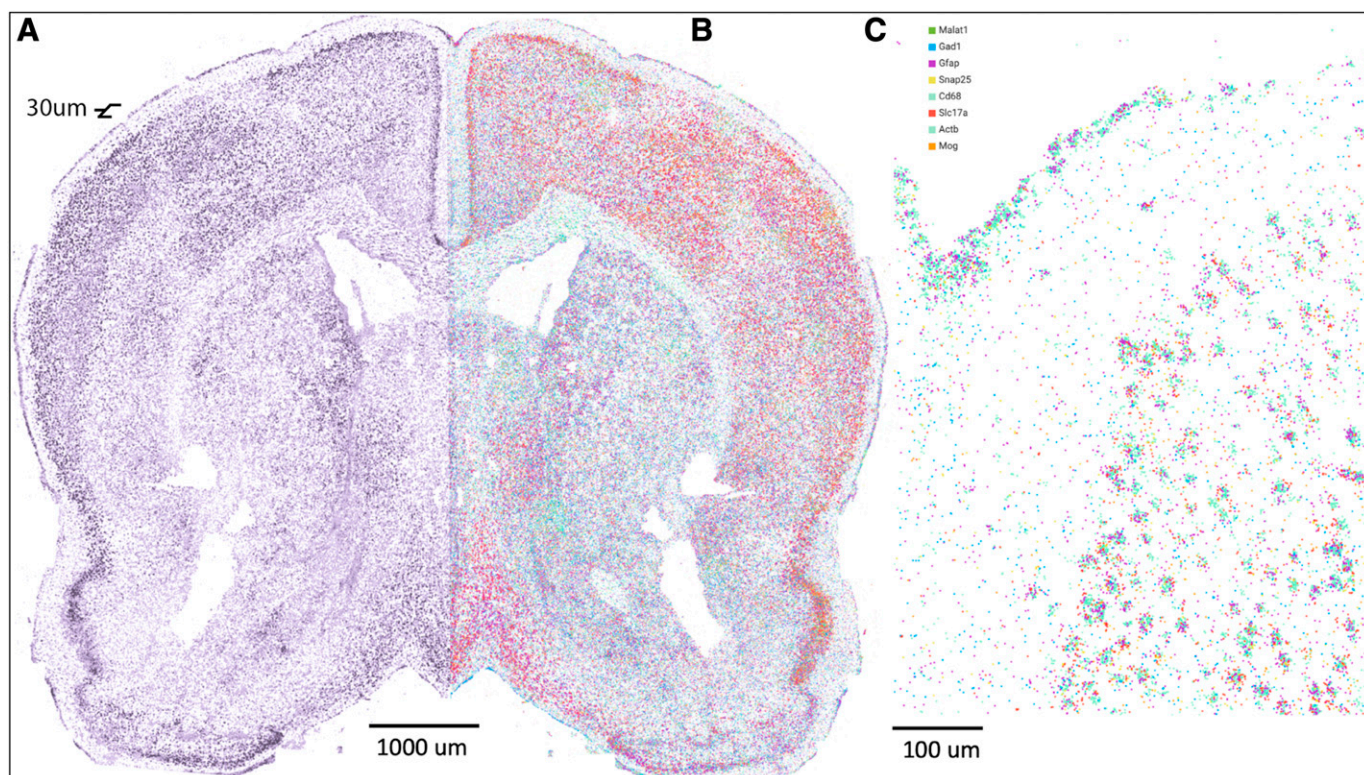 A
B
C
Malat1
Gad1
Gfap
Snap25
Cd68
Slc17a
Actb
Mog
30um
1000 um
100 um